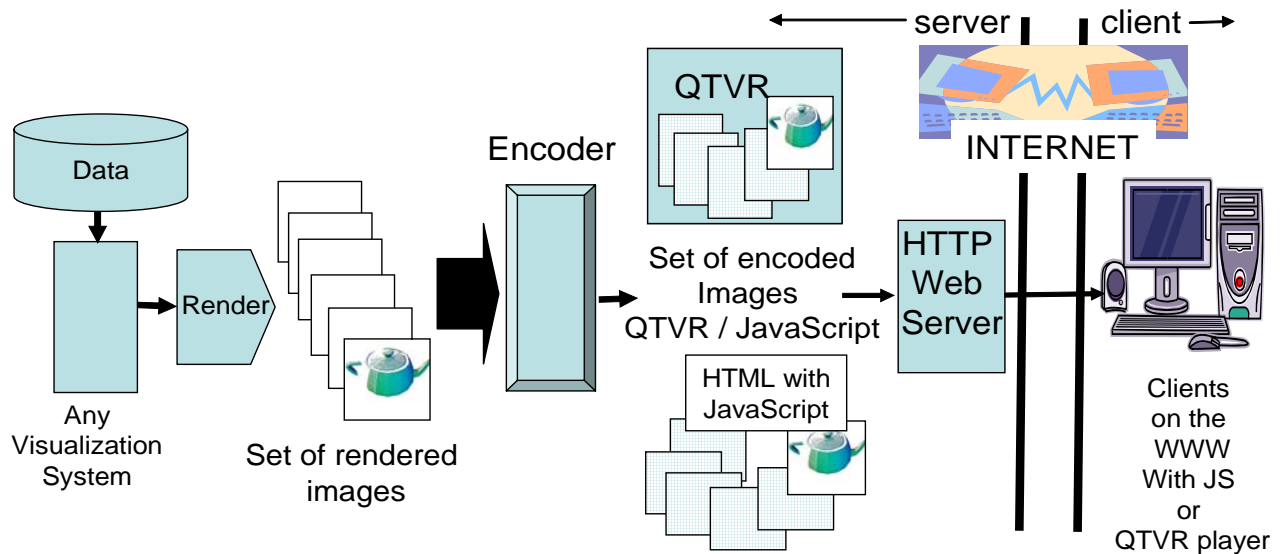 server
client
QTVR
INTERNET
Data
Encoder
Render
Any
Visualization
System
Set of rendered
images
Set of encoded
Images
QTVR / JavaScript
HTML with
JavaScript
HTTP
Web
Server
Clients
on the
WWW
With JS
or
QTVR player